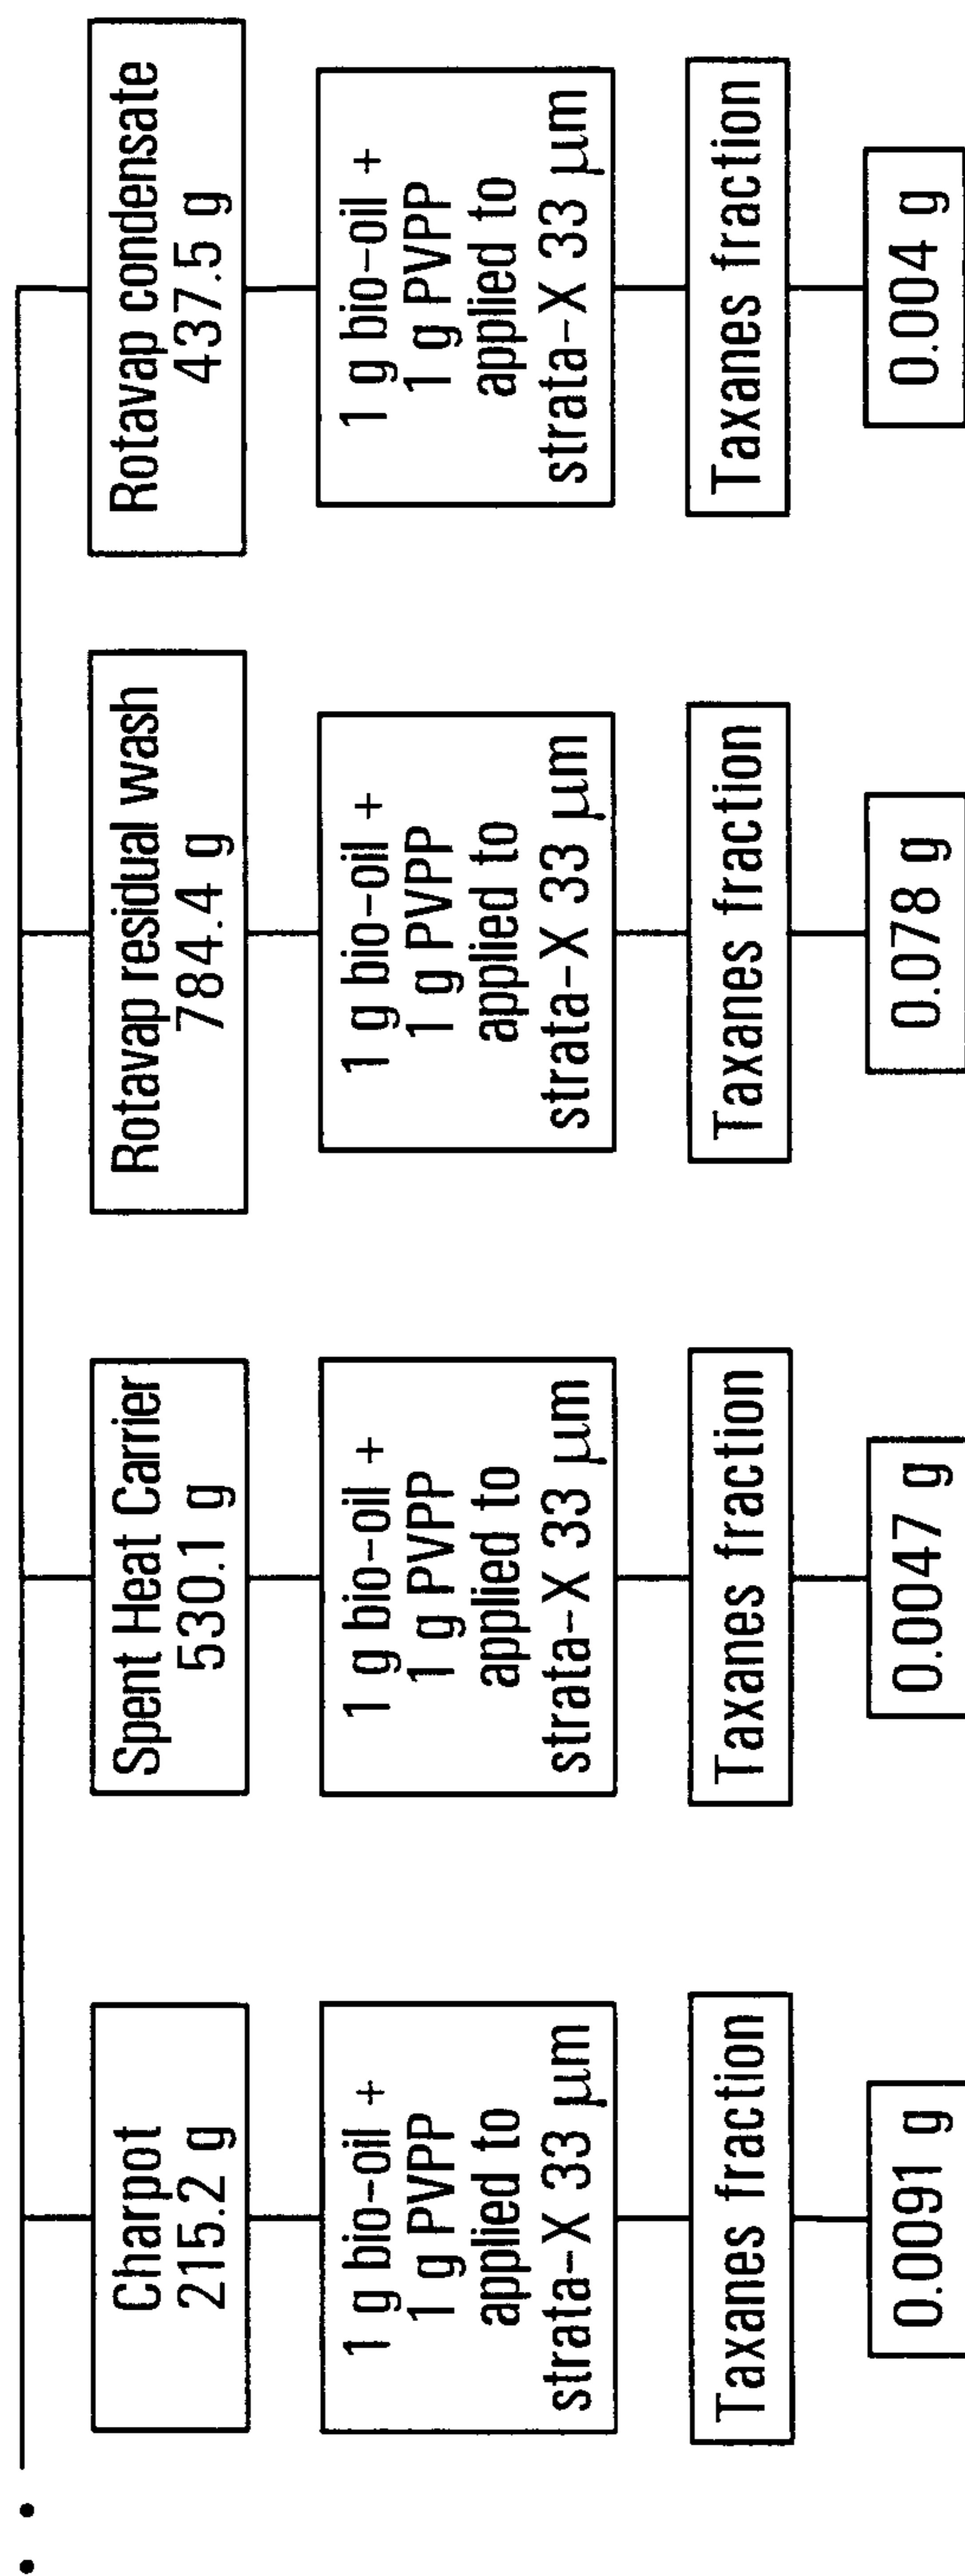 Charpot
215.2 g
1 g bio-oil +
1 g PVPP
applied to
strata-X 33 µm
Taxanes fraction
0.0091 g
Spent Heat Carrier
530.1 g
1 g bio-oil +
1 g PVPP
applied to
strata-X 33 µm
Taxanes fraction
0.0047 g
Rotavap residual wash
784.4 g
1 g bio-oil +
1 g PVPP
applied to
strata-X 33 µm
Taxanes fraction
0.078 g
Rotavap condensate
437.5 g
1 g bio-oil +
1 g PVPP
applied to
strata-X 33 µm
Taxanes fraction
0.004 g